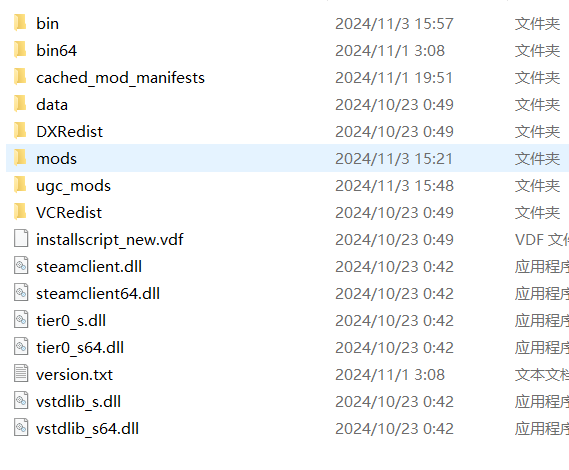 bin 2024/11/3 15:57 文件夹
bin64 2024/11/1 3:08 文件夹
cached_mod_manifests 2024/11/1 19:51 文件夹
data 2024/10/23 0:49 文件夹
DXRedist 2024/10/23 0:49 文件夹
mods 2024/11/3 15:21 文件夹
ugc_mods 2024/11/3 15:48 文件夹
VCRedist 2024/10/23 0:49 文件夹
installscript_new.vdf 2024/10/23 0:49 VDF 文件
steamclient.dll 2024/10/23 0:42 应用程序
steamclient64.dll 2024/10/23 0:42 应用程序
tier0_s.dll 2024/10/23 0:42 应用程序
tier0_s64.dll 2024/10/23 0:42 应用程序
version.txt 2024/11/1 3:08 文本文档
vstdlib_s.dll 2024/10/23 0:42 应用程序
vstdlib_s64.dll 2024/10/23 0:42 应用程序